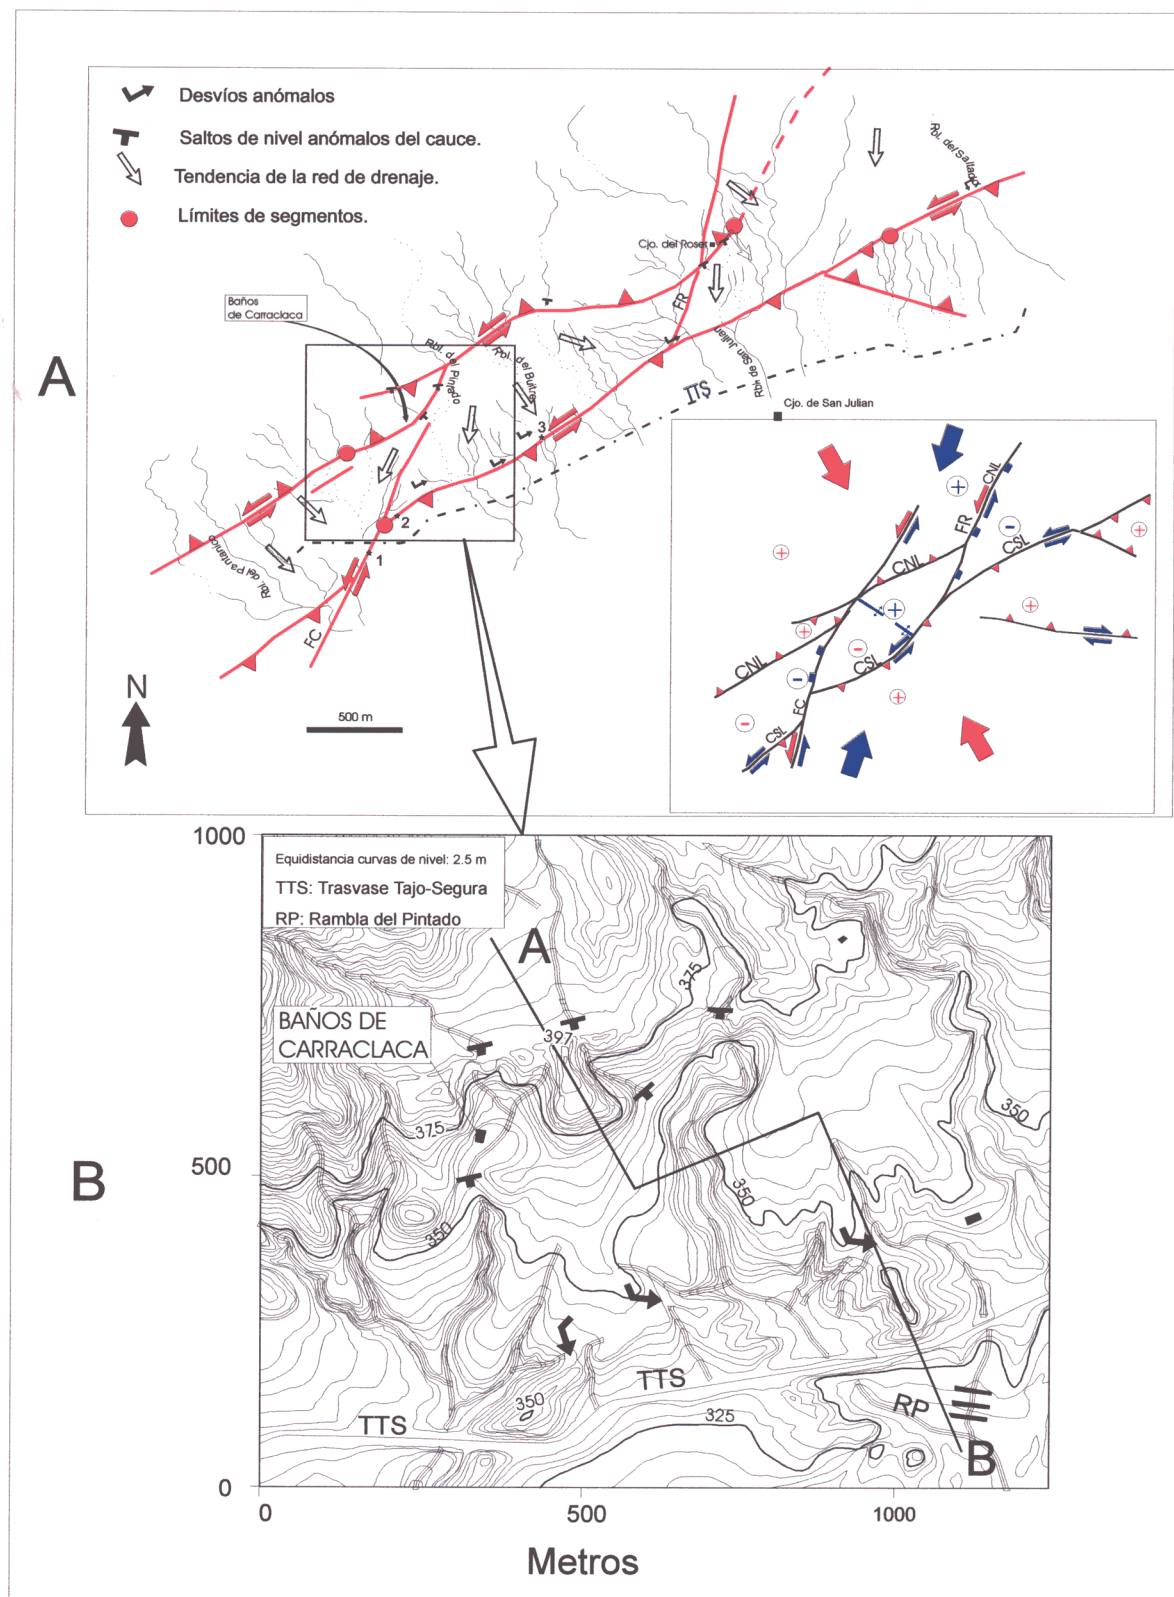 Desvíos anómalos
Saltos de nivel anómalos del cauce.
Tendencia de la red de drenaje.
Límites de segmentos.
Rbl. del Saltador
Cjo. del Roser
FR
Baños
de Carraclaca
Rbl. del Pintado
Rbl. del Buitre
Rbl. de San Julian
TTS
Cjo. de San Julian
A
3
2
1
Rbl. del Pantanico
FC
N
500 m
CNL
FR
CSL
CNL
CNL
CSL
FC
CSL
1000
Equidistancia curvas de nivel: 2.5 m
TTS: Trasvase Tajo-Segura
RP: Rambla del Pintado
A
375
BAÑOS DE
CARRACLACA
397
350
375
B
500
350
350
TTS
350
325
RP
TTS
B
0
0
500
1000
Metros